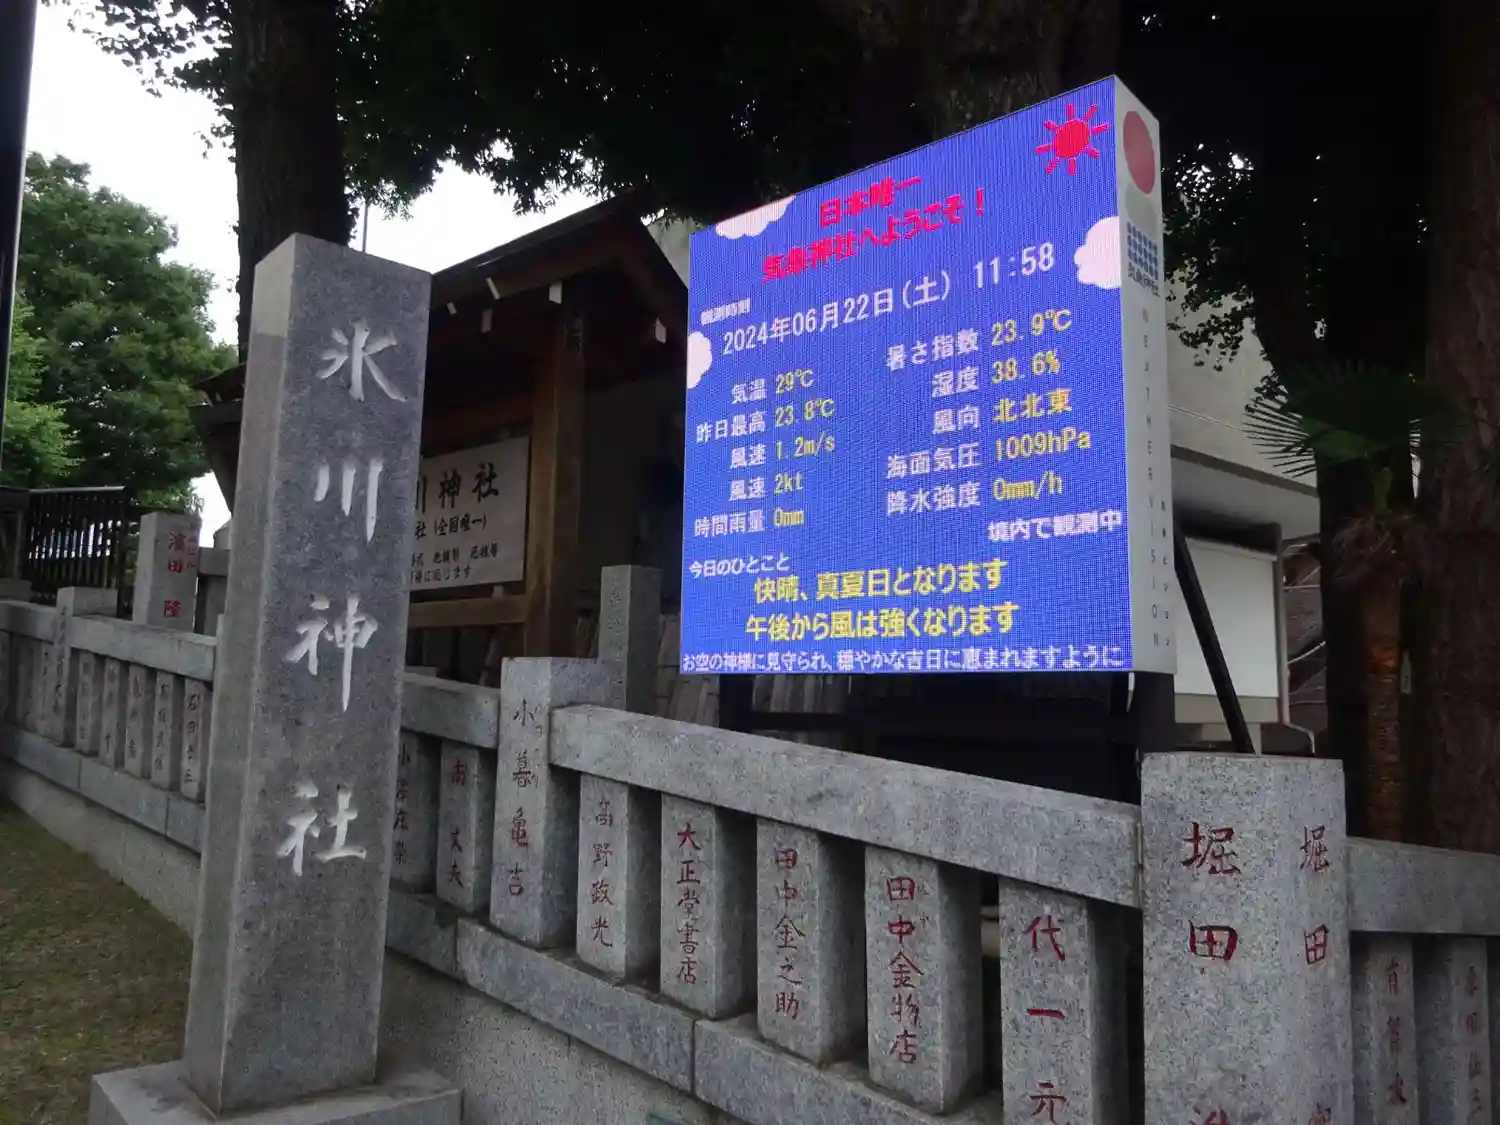 氷川神社
川神社
社 (全国唯一)
濱田
隆
日本唯一
気象神社へようこそ！
観測時刻
2024年06月22日(土) 11:58
気温 29℃
暑さ指数 23.9℃
昨日最高 23.8℃
湿度 38.6%
風速 1.2m/s
風向 北北東
風速 2kt
海面気圧 1009hPa
時間雨量 0mm
降水強度 0mm/h
境内で観測中
今日のひとこと
快晴、真夏日となります
午後から風は強くなります
お空の神様に見守られ、穏やかな吉日に恵まれますように
WEATHERVISION
小暮亀吉
高野政光
大正堂書店
田中金之助
田中金物店
代一元
堀田
堀田